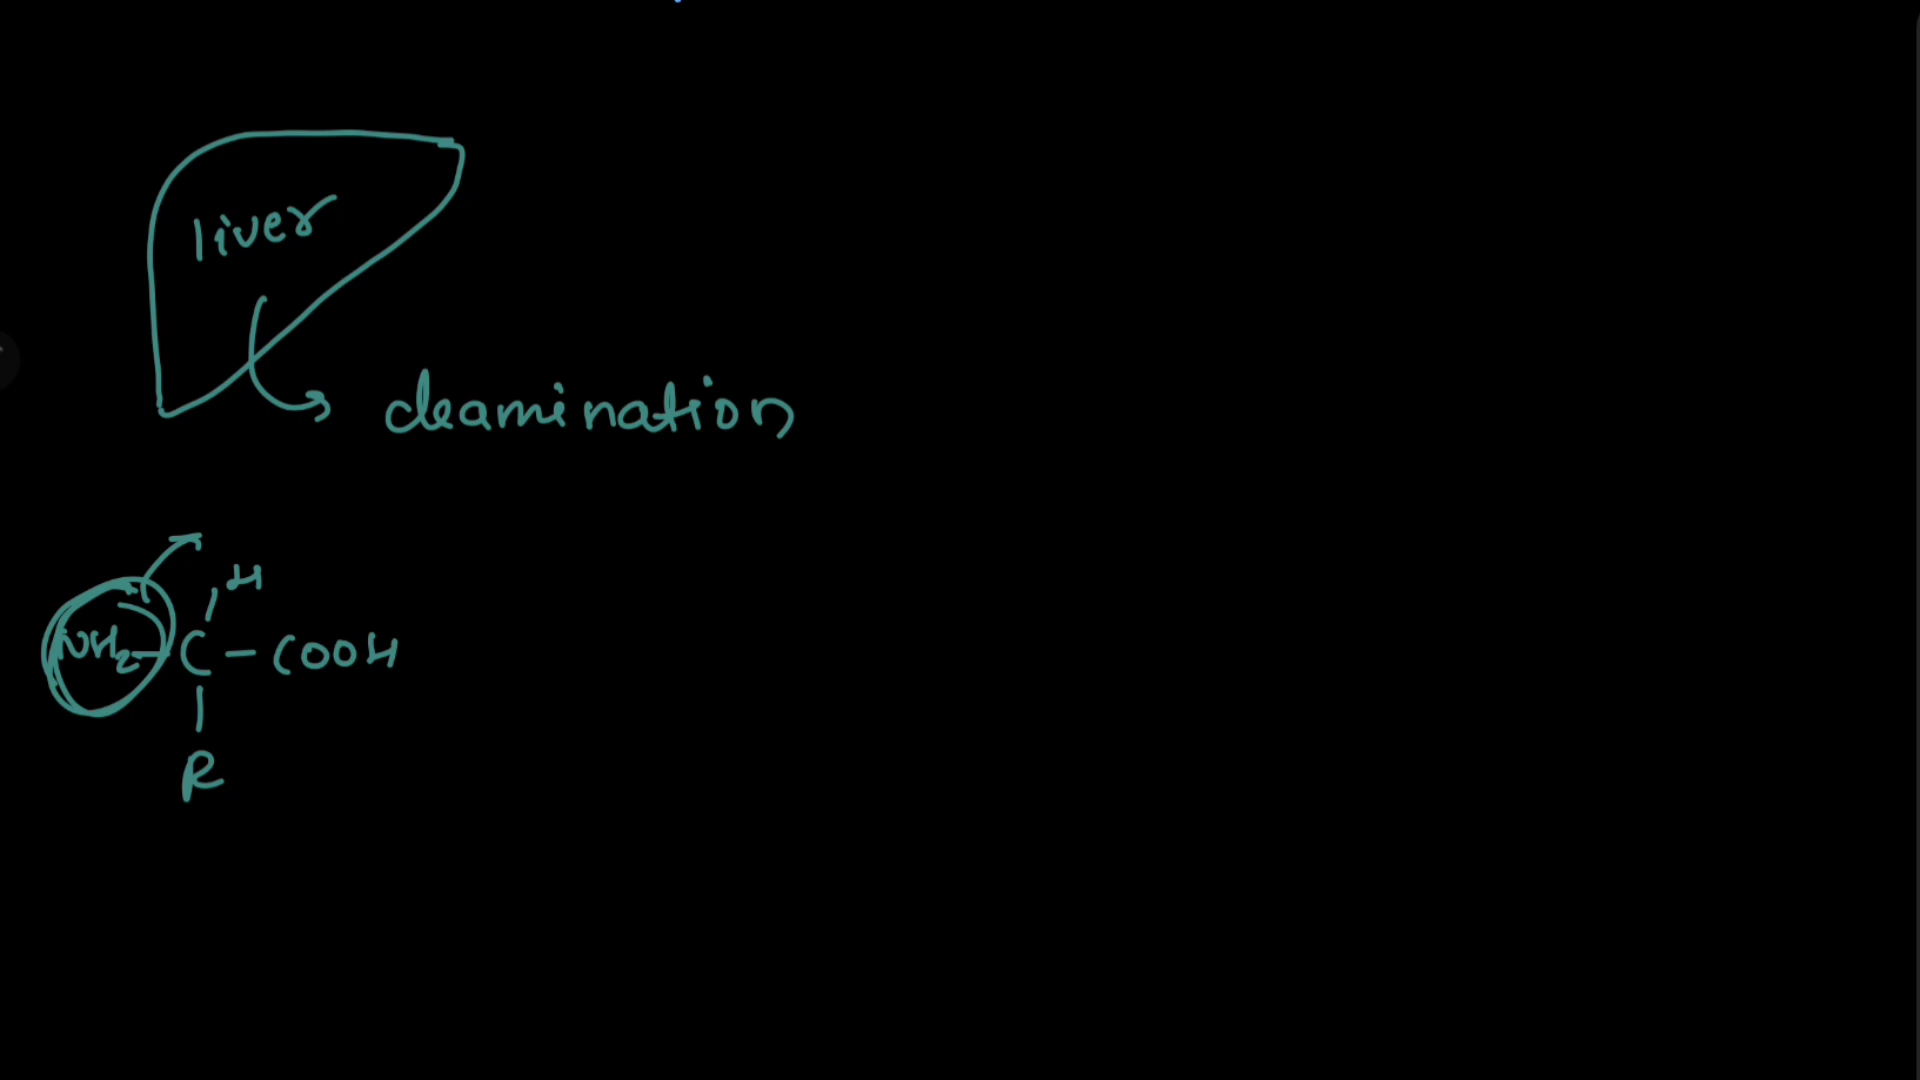 liver
deamination
H
NH₂ - C - COOH
R